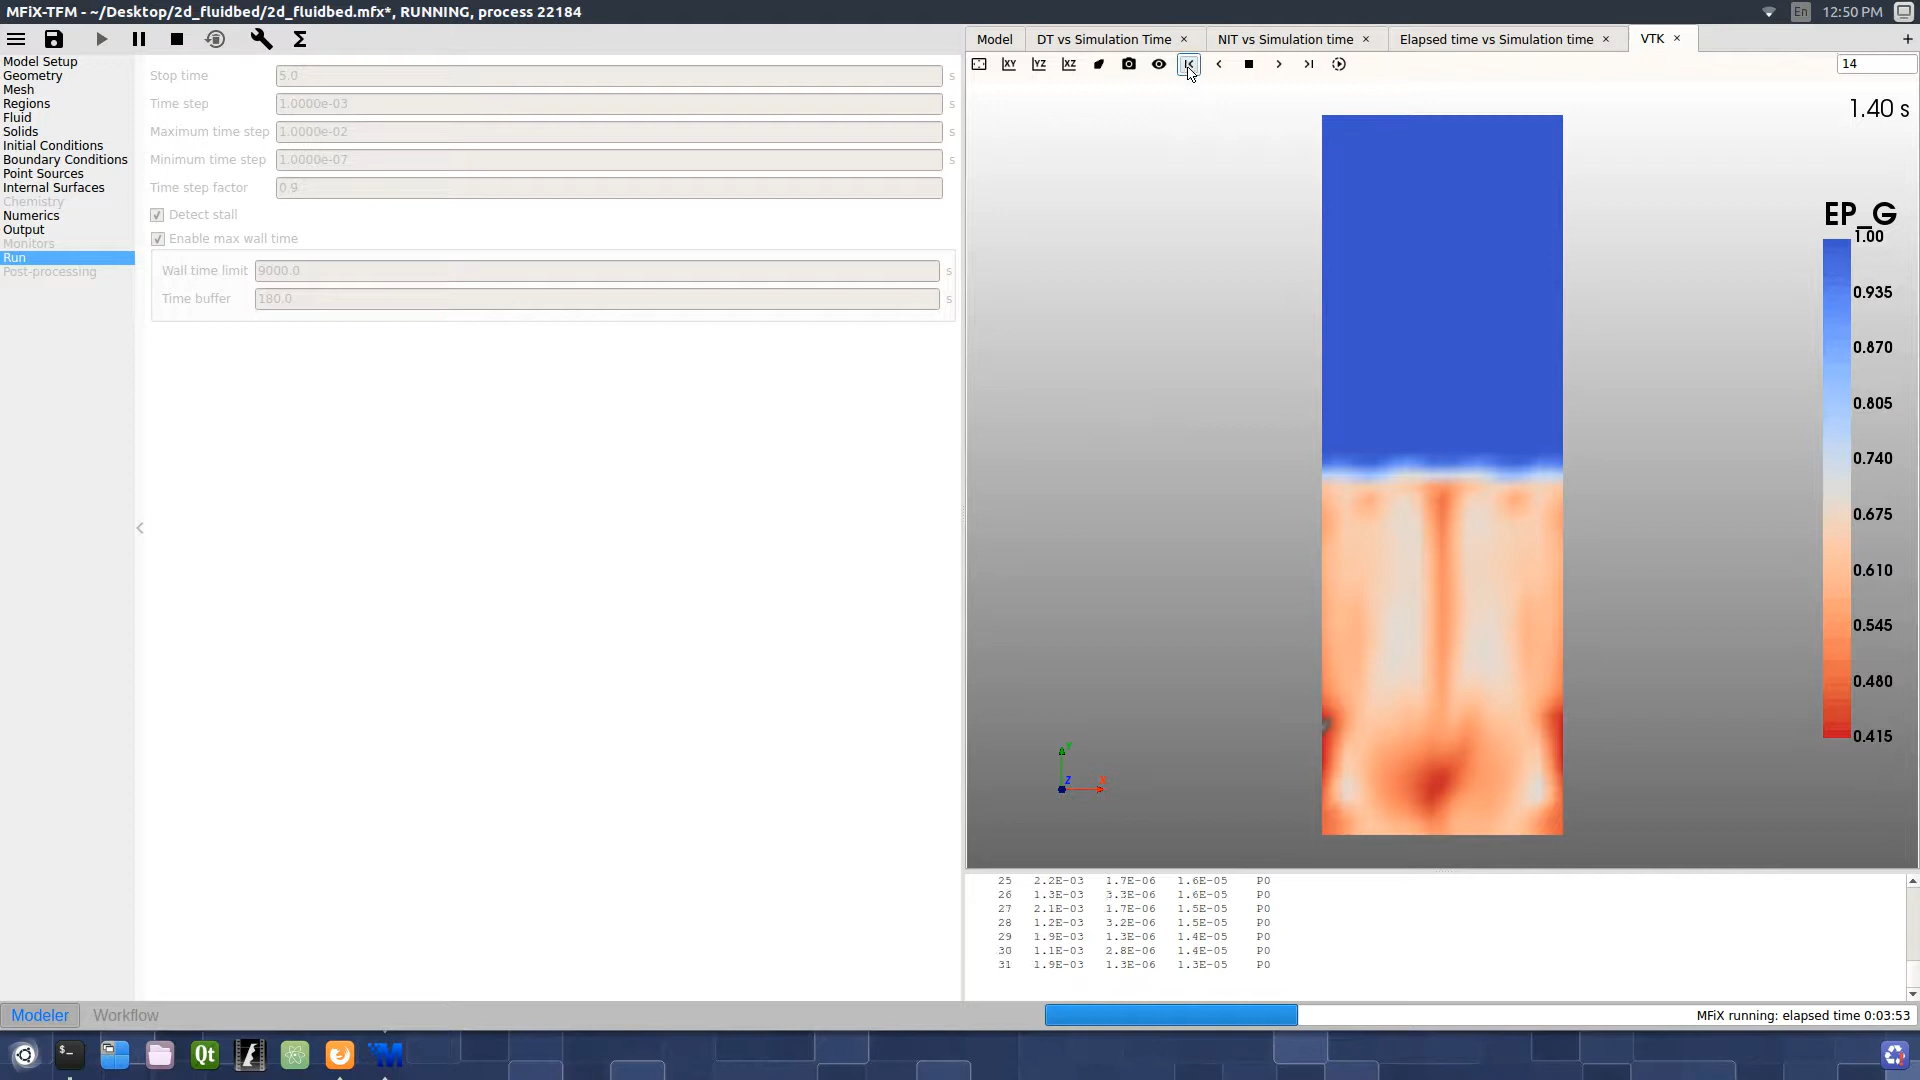 MFiX-TFM - ~/Desktop/2d_fluidbed/2d_fluidbed.mfx*, RUNNING, process 22184
En
12:50 PM
Model Setup
Geometry
Mesh
Regions
Fluid
Solids
Initial Conditions
Boundary Conditions
Point Sources
Internal Surfaces
Chemistry
Numerics
Output
Monitors
Run
Post-processing
Stop time 5.0 s
Time step 1.0000e-03 s
Maximum time step 1.0000e-02 s
Minimum time step 1.0000e-07 s
Time step factor 0.9
Detect stall
Enable max wall time
Wall time limit 9000.0 s
Time buffer 180.0 s
Model DT vs Simulation Time × NIT vs Simulation time × Elapsed time vs Simulation time × VTK ×
XY YZ XZ 14
1.40 s
EP_G
1.00
0.935
0.870
0.805
0.740
0.675
0.610
0.545
0.480
0.415
Y
Z X
25 2.2E-03 1.7E-06 1.6E-05 P0
26 1.3E-03 3.3E-06 1.6E-05 P0
27 2.1E-03 1.7E-06 1.5E-05 P0
28 1.2E-03 3.2E-06 1.5E-05 P0
29 1.9E-03 1.3E-06 1.4E-05 P0
30 1.1E-03 2.8E-06 1.4E-05 P0
31 1.9E-03 1.3E-06 1.3E-05 P0
Modeler Workflow
MFiX running: elapsed time 0:03:53
Qt